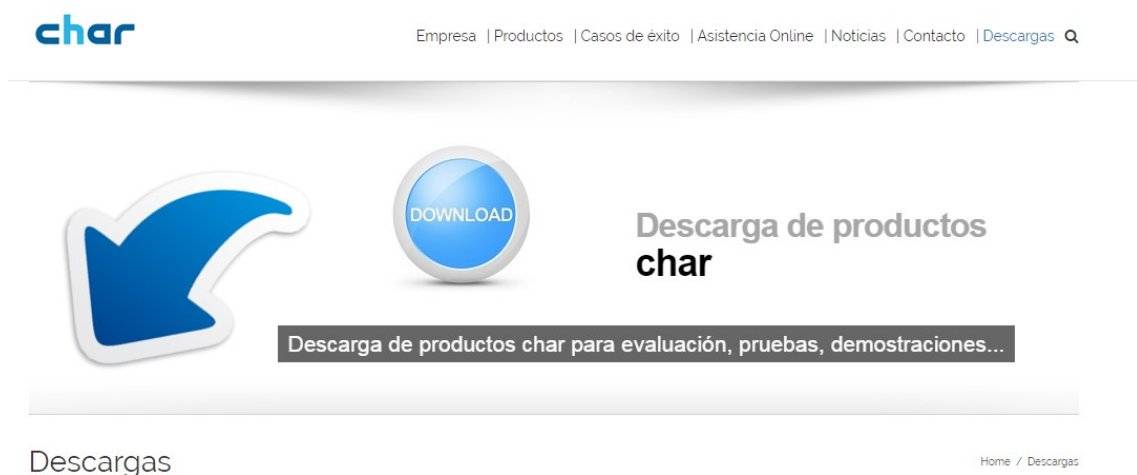 char
Empresa | Productos | Casos de éxito | Asistencia Online | Noticias | Contacto | Descargas
DOWNLOAD
Descarga de productos
char
Descarga de productos char para evaluación, pruebas, demostraciones...
Descargas
Home / Descargas